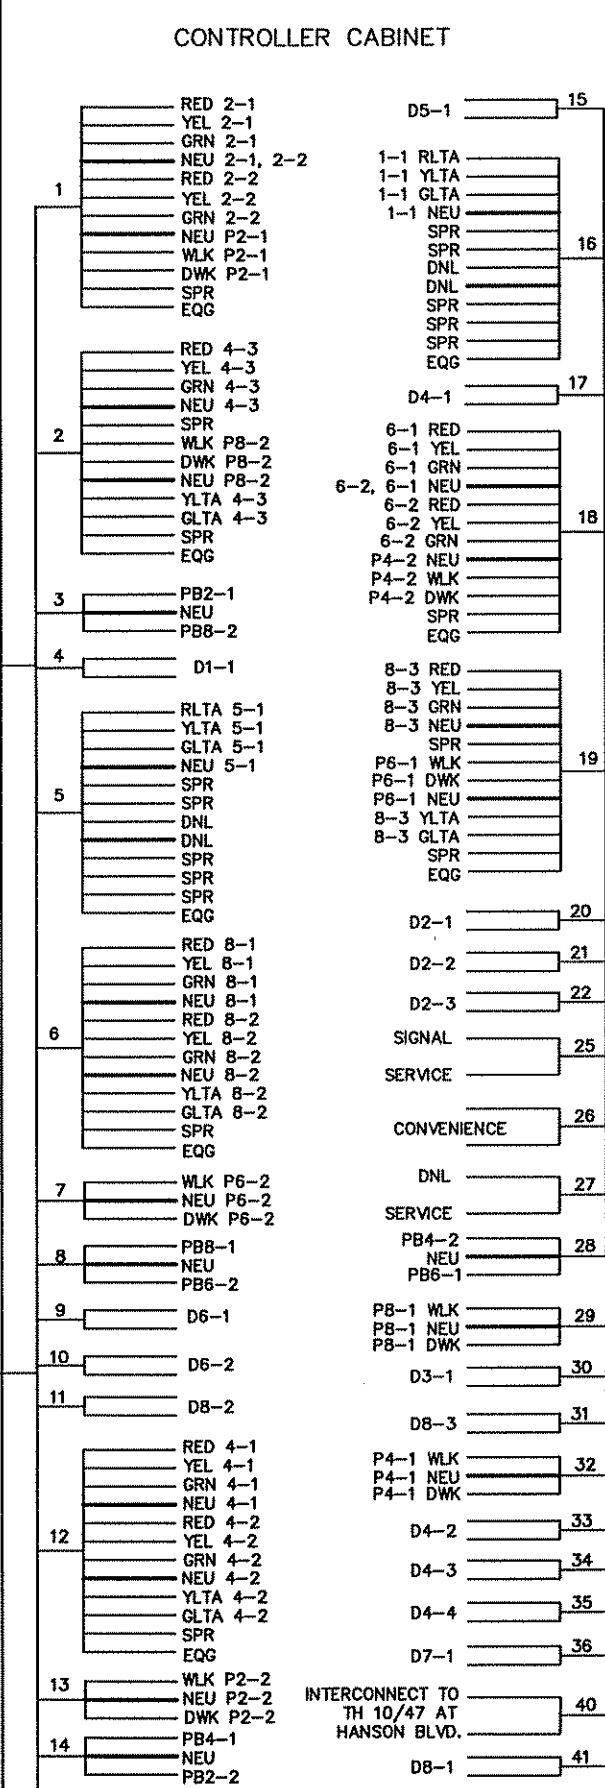 CONTROLLER CABINET
1
RED 2-1
YEL 2-1
GRN 2-1
NEU 2-1, 2-2
RED 2-2
YEL 2-2
GRN 2-2
NEU P2-1
WLK P2-1
DWK P2-1
SPR
EQG
2
RED 4-3
YEL 4-3
GRN 4-3
NEU 4-3
SPR
WLK P8-2
DWK P8-2
NEU P8-2
YLTA 4-3
GLTA 4-3
SPR
EQG
3
PB2-1
NEU
PB8-2
4
D1-1
5
RLTA 5-1
YLTA 5-1
GLTA 5-1
NEU 5-1
SPR
SPR
DNL
DNL
SPR
SPR
SPR
EQG
6
RED 8-1
YEL 8-1
GRN 8-1
NEU 8-1
RED 8-2
YEL 8-2
GRN 8-2
NEU 8-2
YLTA 8-2
GLTA 8-2
SPR
EQG
7
WLK P6-2
NEU P6-2
DWK P6-2
8
PB8-1
NEU
PB6-2
9
D6-1
10
D6-2
11
D8-2
12
RED 4-1
YEL 4-1
GRN 4-1
NEU 4-1
RED 4-2
YEL 4-2
GRN 4-2
NEU 4-2
YLTA 4-2
GLTA 4-2
SPR
EQG
13
WLK P2-2
NEU P2-2
DWK P2-2
14
PB4-1
NEU
PB2-2
D5-1
15
1-1 RLTA
1-1 YLTA
1-1 GLTA
1-1 NEU
SPR
SPR
DNL
DNL
SPR
SPR
SPR
EQG
16
D4-1
17
6-1 RED
6-1 YEL
6-1 GRN
6-2, 6-1 NEU
6-2 RED
6-2 YEL
6-2 GRN
P4-2 NEU
P4-2 WLK
P4-2 DWK
SPR
EQG
18
8-3 RED
8-3 YEL
8-3 GRN
8-3 NEU
SPR
P6-1 WLK
P6-1 DWK
P6-1 NEU
8-3 YLTA
8-3 GLTA
SPR
EQG
19
D2-1
20
D2-2
21
D2-3
22
SIGNAL
SERVICE
25
CONVENIENCE
26
DNL
SERVICE
27
PB4-2
NEU
PB6-1
28
P8-1 WLK
P8-1 NEU
P8-1 DWK
29
D3-1
30
D8-3
31
P4-1 WLK
P4-1 NEU
P4-1 DWK
32
D4-2
33
D4-3
34
D4-4
35
D7-1
36
INTERCONNECT TO
TH 10/47 AT
HANSON BLVD.
40
D8-1
41